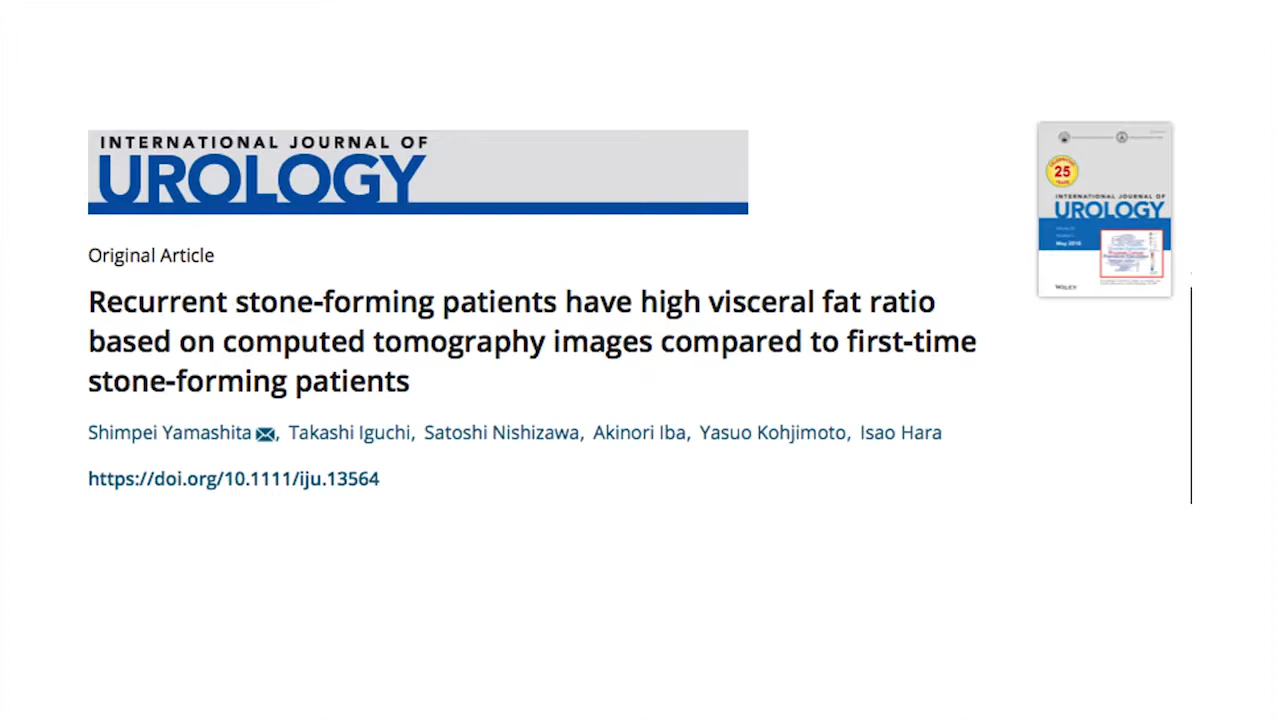 INTERNATIONAL JOURNAL OF
UROLOGY
Original Article
Recurrent stone-forming patients have high visceral fat ratio
based on computed tomography images compared to first-time
stone-forming patients
Shimpei Yamashita, Takashi Iguchi, Satoshi Nishizawa, Akinori Iba, Yasuo Kohjimoto, Isao Hara
https://doi.org/10.1111/iju.13564
25
INTERNATIONAL JOURNAL OF
UROLOGY
May 2018
WILEY